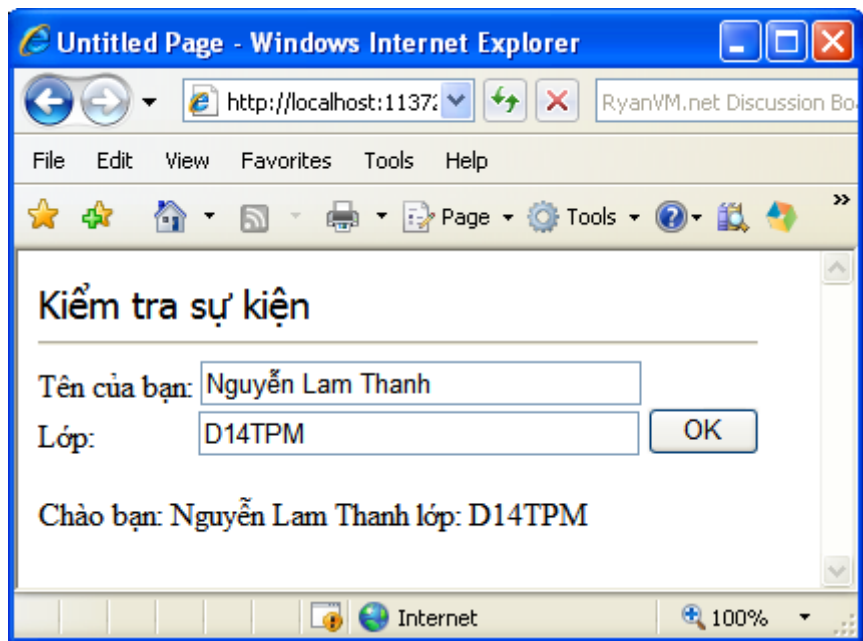 Untitled Page - Windows Internet Explorer
http://localhost:11372
RyanVM.net Discussion Bo
File Edit View Favorites Tools Help
Page Tools »
Kiểm tra sự kiện
Tên của bạn: Nguyễn Lam Thanh
Lớp: D14TPM OK
Chào bạn: Nguyễn Lam Thanh lớp: D14TPM
Internet 100%